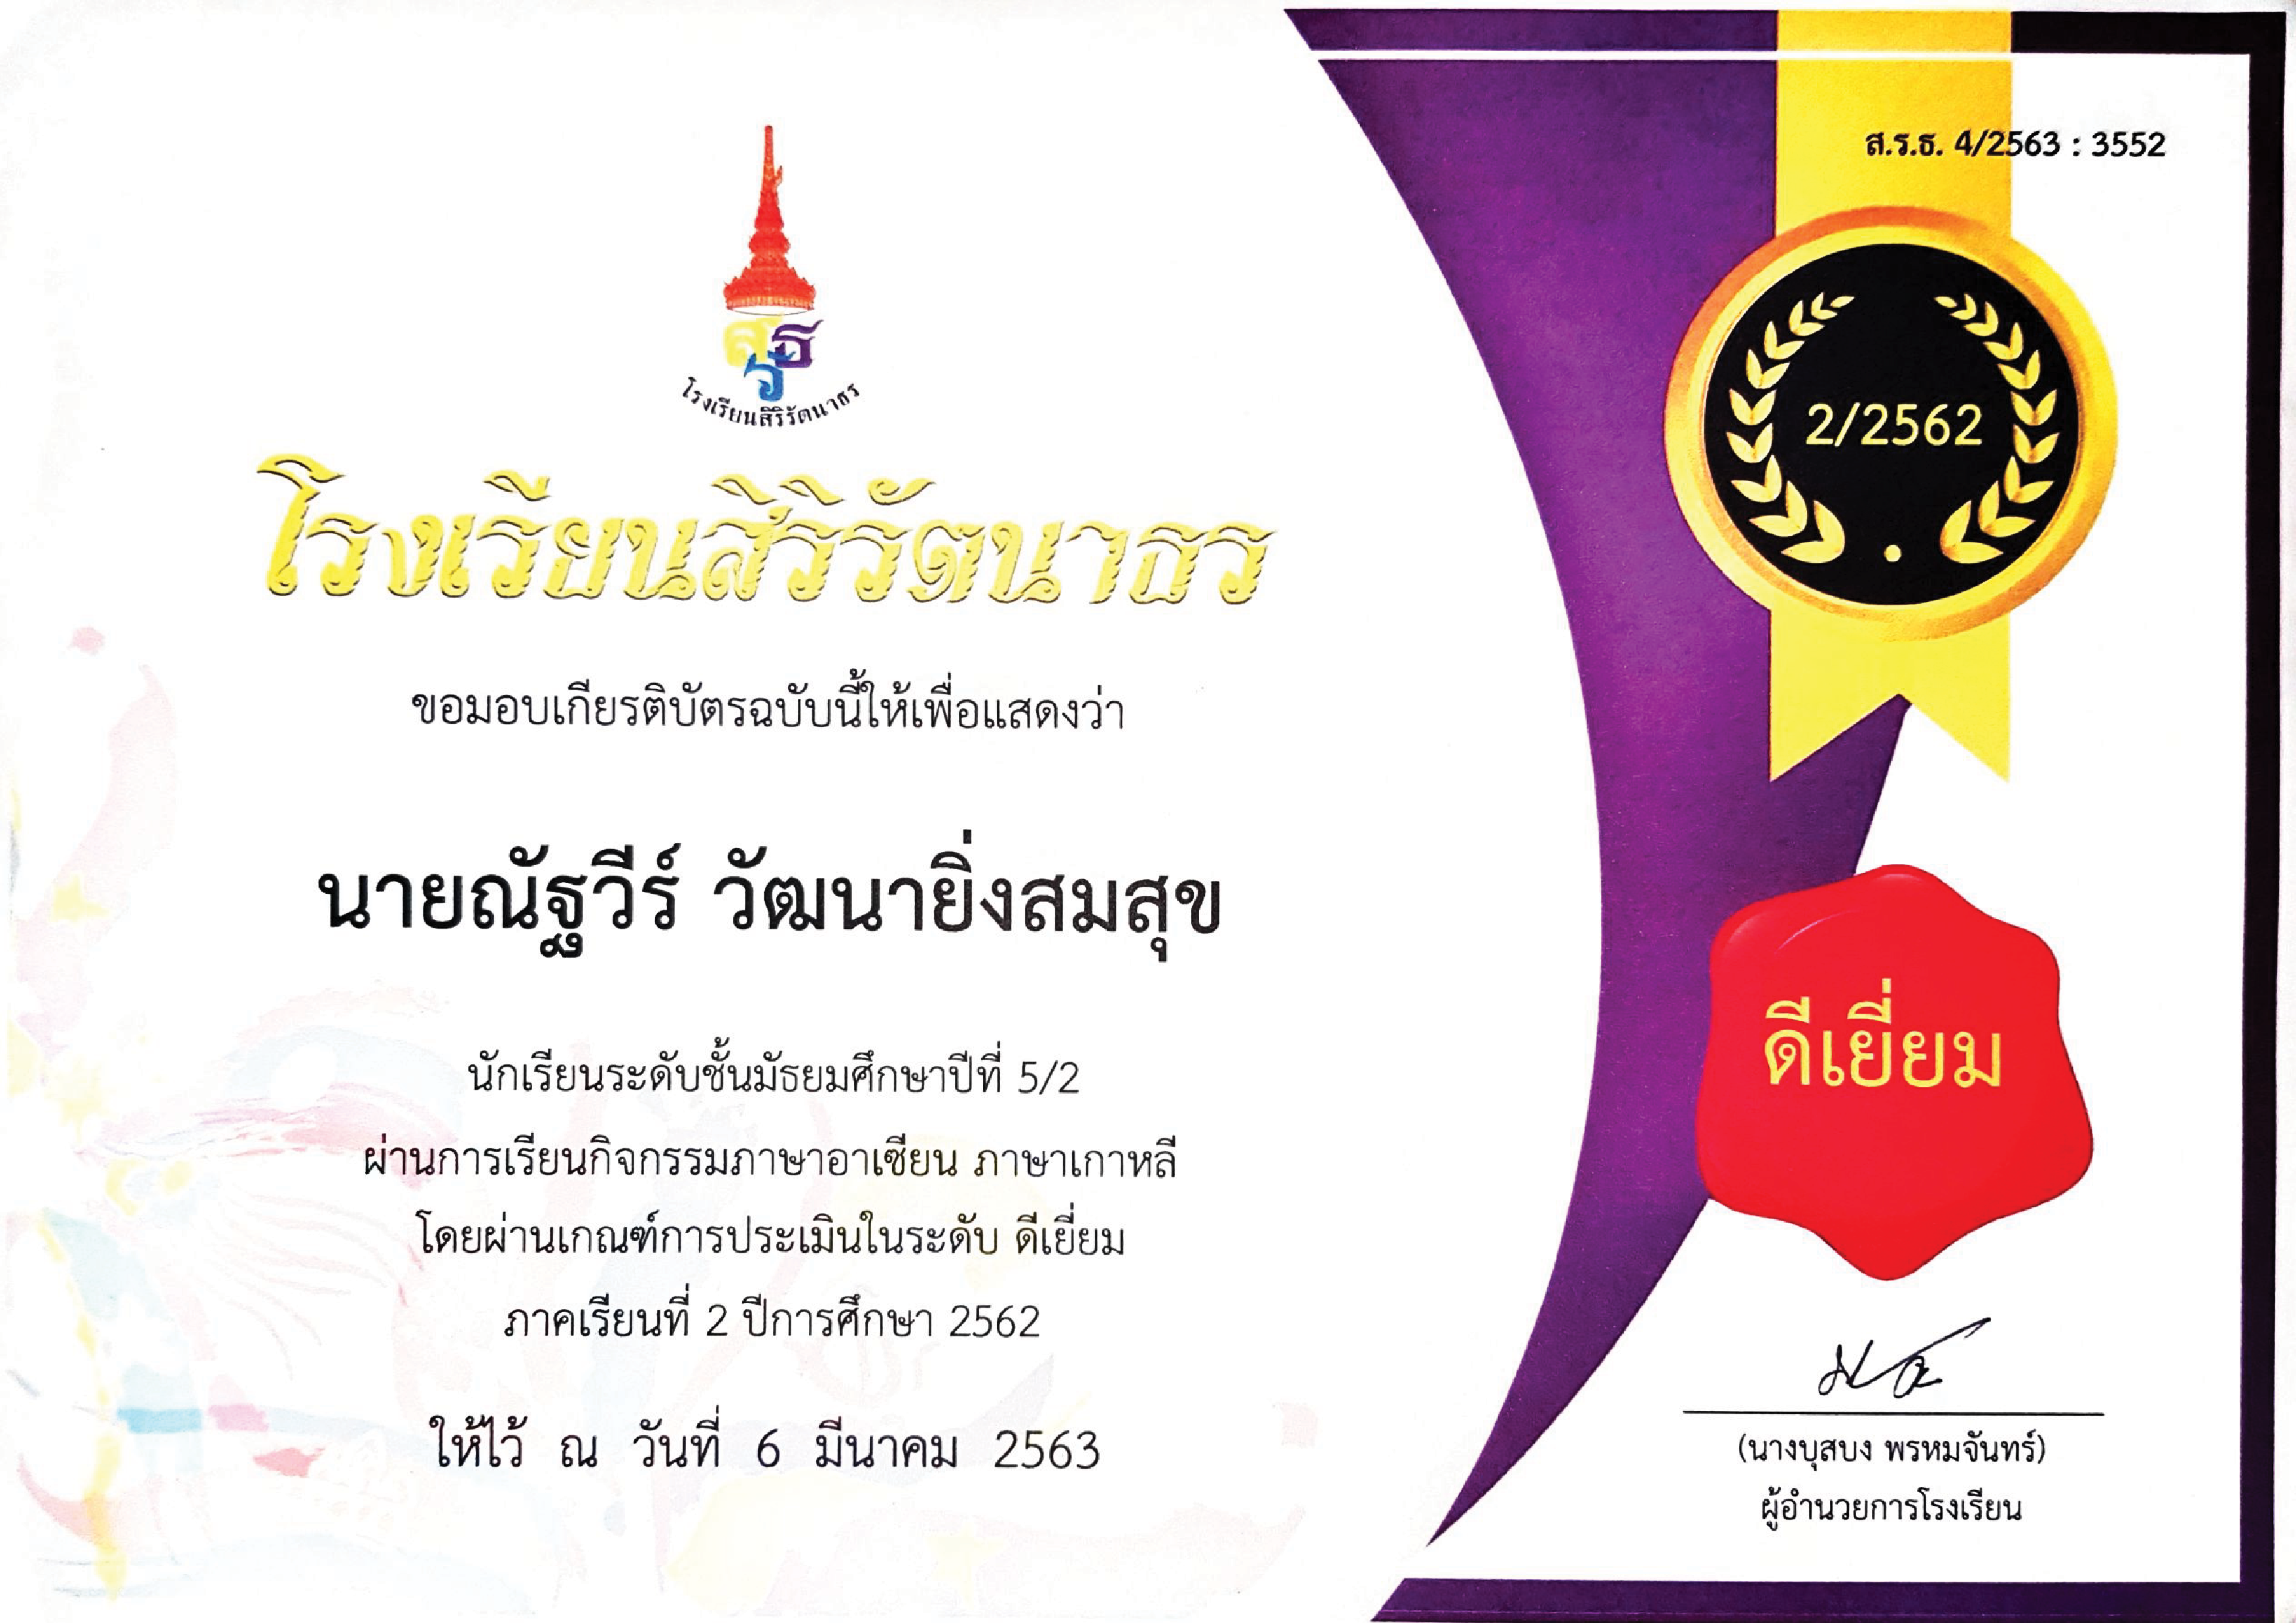 ส.ร.ธ. 4/2563 : 3552
ส ธ
ร
โรงเรียนสิริรัตนาธร
2/2562
โรงเรียนสิริรัตนาธร
ขอมอบเกียรติบัตรฉบับนี้ให้เพื่อแสดงว่า
นายณัฐวีร์ วัฒนายิ่งสมสุข
ดีเยี่ยม
นักเรียนระดับชั้นมัธยมศึกษาปีที่ 5/2
ผ่านการเรียนกิจกรรมภาษาอาเซียน ภาษาเกาหลี
โดยผ่านเกณฑ์การประเมินในระดับ ดีเยี่ยม
ภาคเรียนที่ 2 ปีการศึกษา 2562
ให้ไว้ ณ วันที่ 6 มีนาคม 2563
(นางบุสบง พรหมจันทร์)
ผู้อำนวยการโรงเรียน